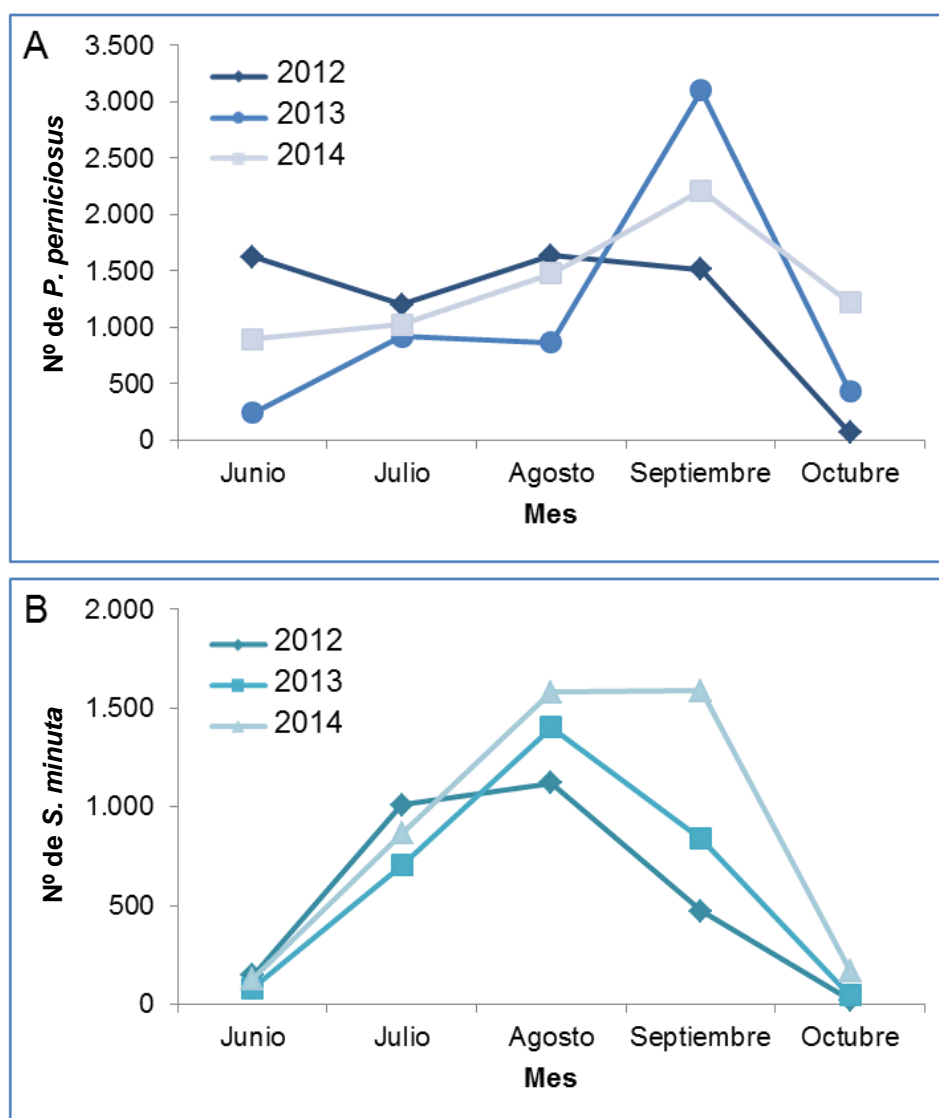 A
Nº de P. perniciosus
3.500
3.000
2.500
2.000
1.500
1.000
500
0
2012
2013
2014
Junio Julio Agosto Septiembre Octubre
Mes
B
Nº de S. minuta
2.000
1.500
1.000
500
0
2012
2013
2014
Junio Julio Agosto Septiembre Octubre
Mes